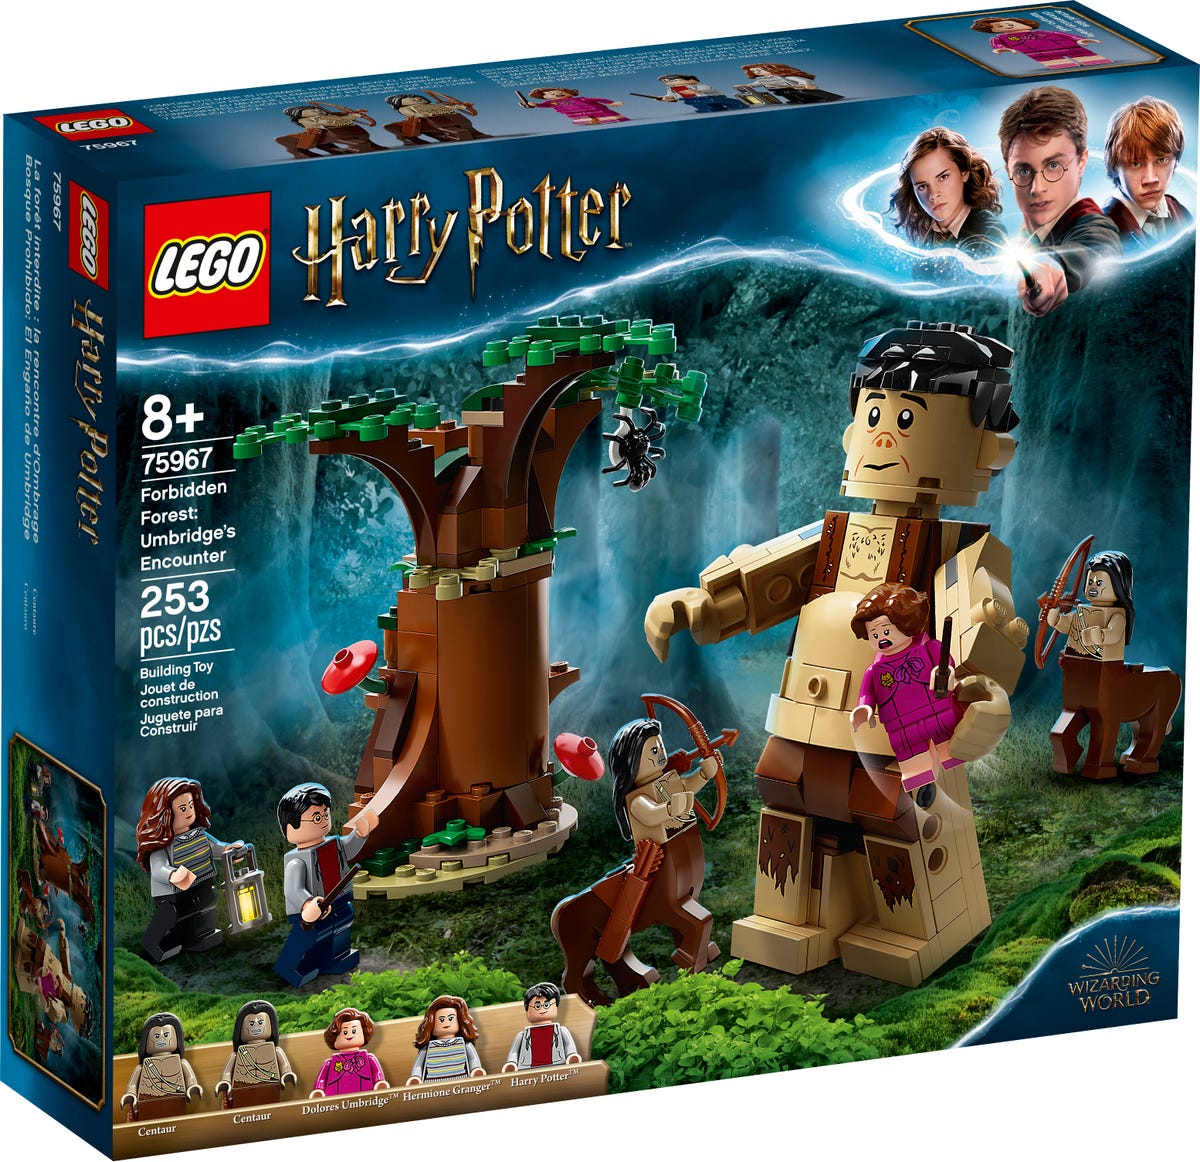 LEGO
75967
LEGO
Harry Potter
8+
75967
Forbidden
Forest:
Umbridge's
Encounter
253
pcs/pzs
Building Toy
Jouet de
construction
Juguete para
Construir
WIZARDING
WORLD
Centaur
Centaur
Dolores Umbridge™
Hermione Granger™
Harry Potter™
75967
LEGO
Harry Potter
La forêt interdite : la rencontre d'Ombrage
Bosque Prohibido: El Engaño de Umbridge